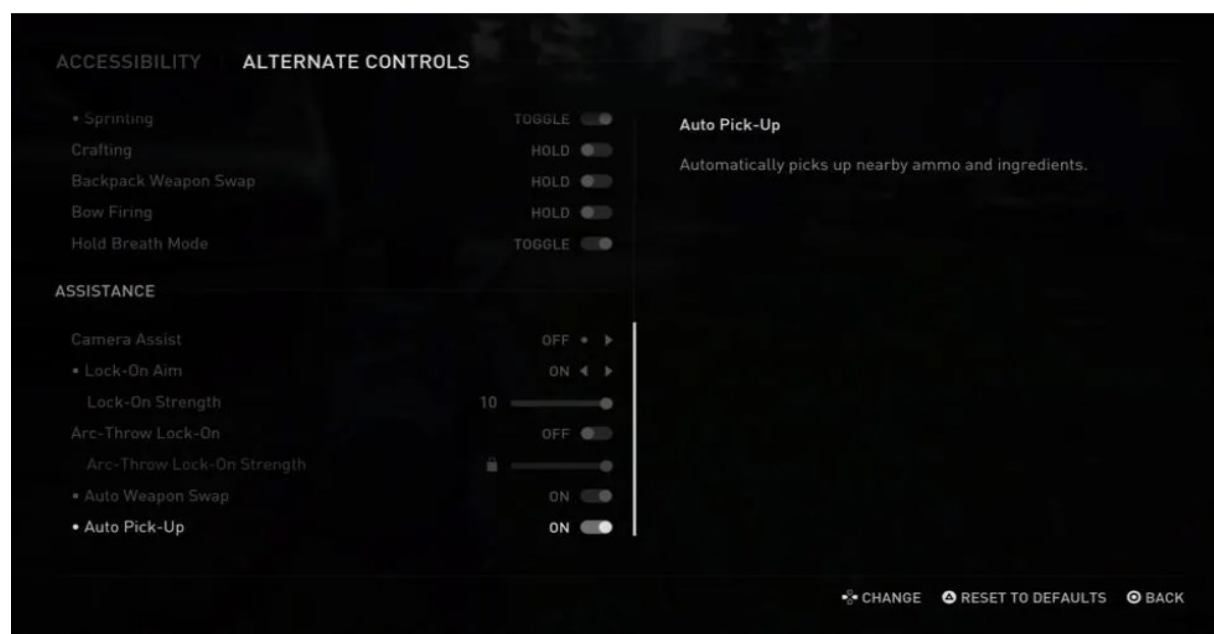 ACCESSIBILITY ALTERNATE CONTROLS
• Sprinting TOGGLE
Crafting HOLD
Backpack Weapon Swap HOLD
Bow Firing HOLD
Hold Breath Mode TOGGLE
ASSISTANCE
Camera Assist OFF
• Lock-On Aim ON
Lock-On Strength 10
Arc-Throw Lock-On OFF
Arc-Throw Lock-On Strength
• Auto Weapon Swap ON
• Auto Pick-Up ON
Auto Pick-Up
Automatically picks up nearby ammo and ingredients.
CHANGE RESET TO DEFAULTS BACK